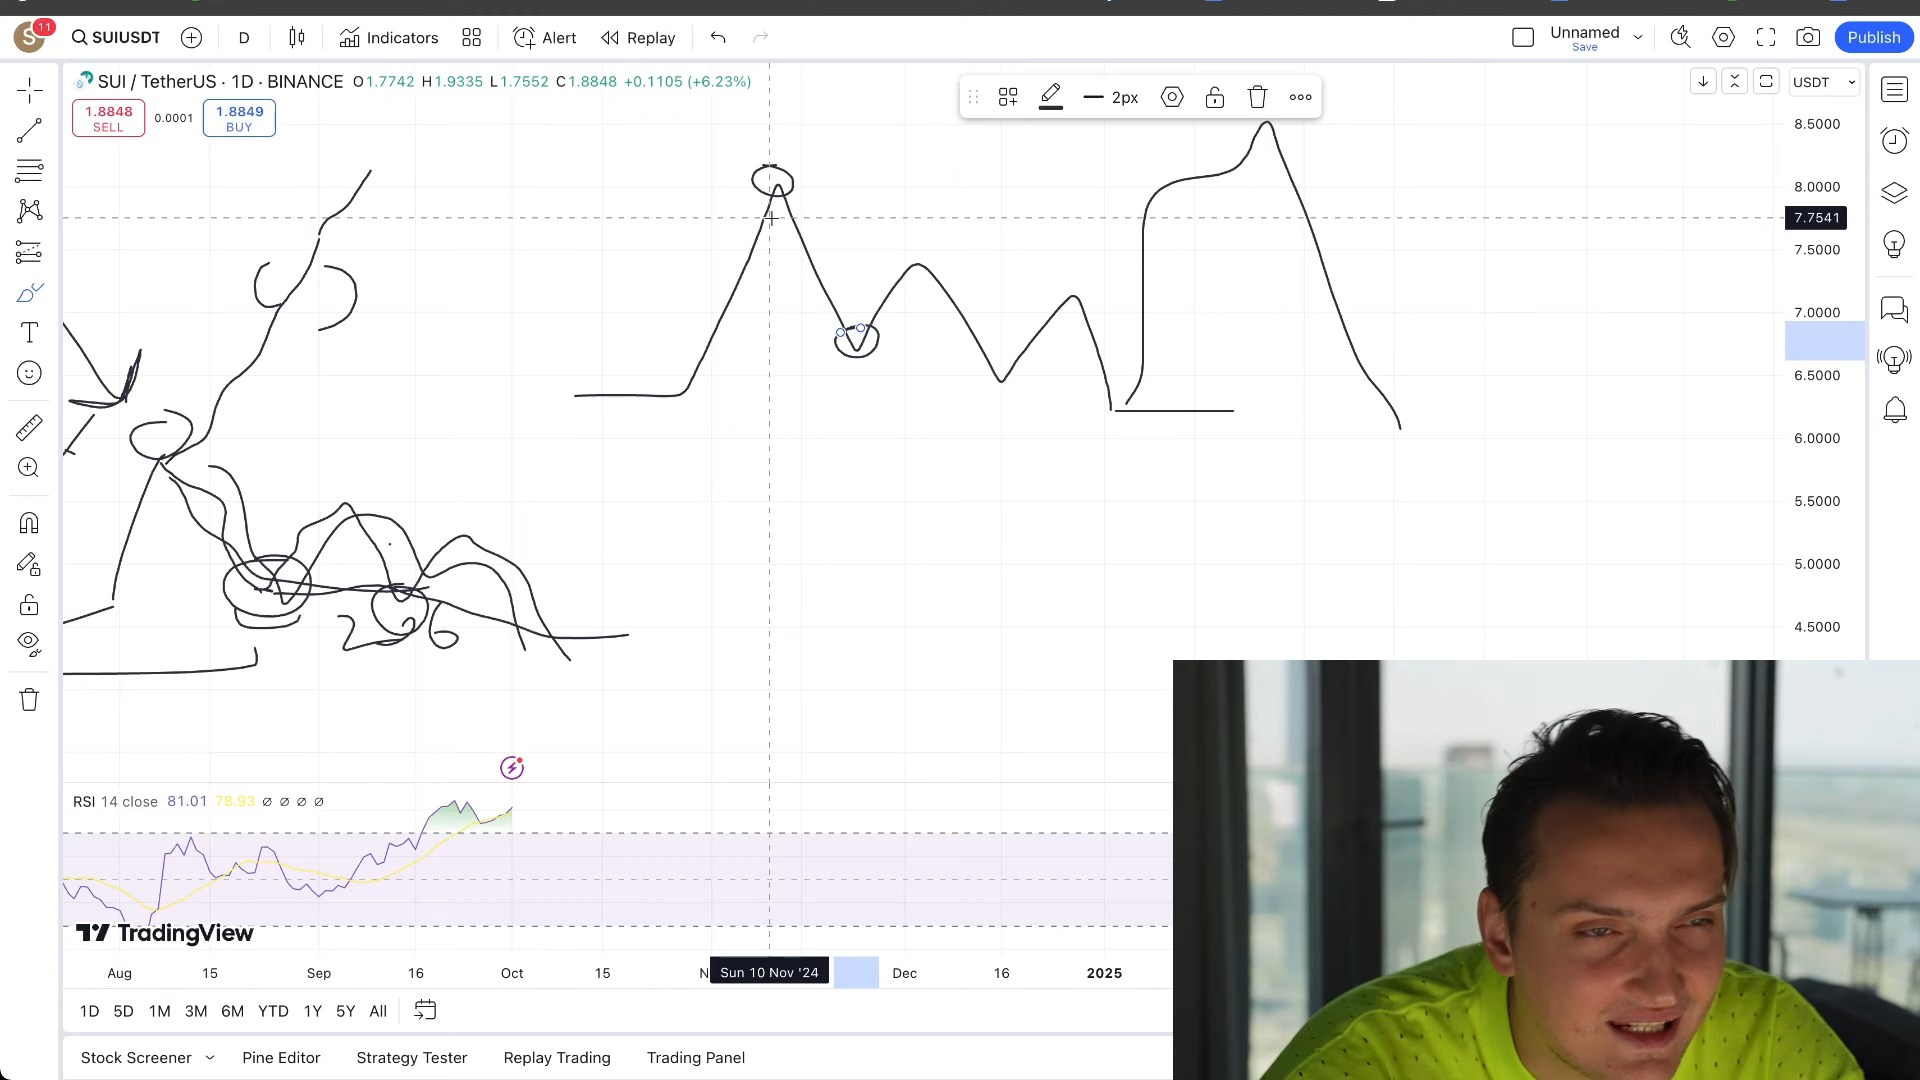 S 11 SUIUSDT D Indicators Alert Replay Unnamed Save Publish
SUI / TetherUS · 1D · BINANCE O1.7742 H1.9335 L1.7552 C1.8848 +0.1105 (+6.23%)
USDT
1.8848 SELL 0.0001 1.8849 BUY
2px
8.5000
8.0000
7.7541
7.5000
7.0000
6.5000
6.0000
5.5000
5.0000
4.5000
RSI 14 close 81.01 78.93 ∅ ∅ ∅ ∅
TradingView
Aug 15 Sep 16 Oct 15 N Sun 10 Nov '24 Dec 16 2025
1D 5D 1M 3M 6M YTD 1Y 5Y All
Stock Screener Pine Editor Strategy Tester Replay Trading Trading Panel